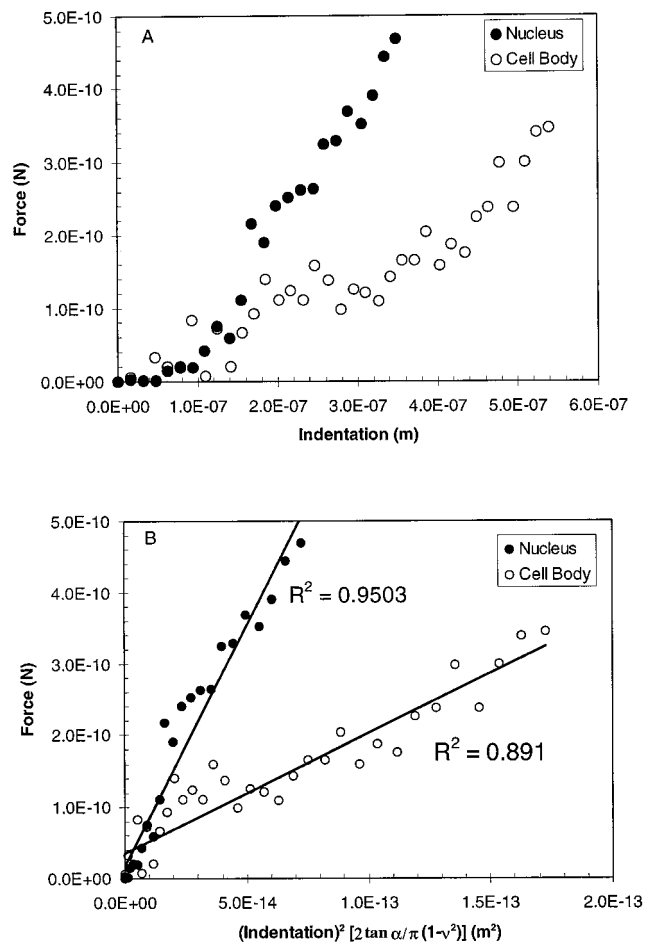 A
● Nucleus
○ Cell Body
5.0E-10
4.0E-10
3.0E-10
2.0E-10
1.0E-10
0.0E+00
Force (N)
0.0E+00 1.0E-07 2.0E-07 3.0E-07 4.0E-07 5.0E-07 6.0E-07
Indentation (m)
B
● Nucleus
○ Cell Body
R² = 0.9503
R² = 0.891
5.0E-10
4.0E-10
3.0E-10
2.0E-10
1.0E-10
0.0E+00
Force (N)
0.0E+00 5.0E-14 1.0E-13 1.5E-13 2.0E-13
(Indentation)² [2tan α/π(1-ν²)] (m²)